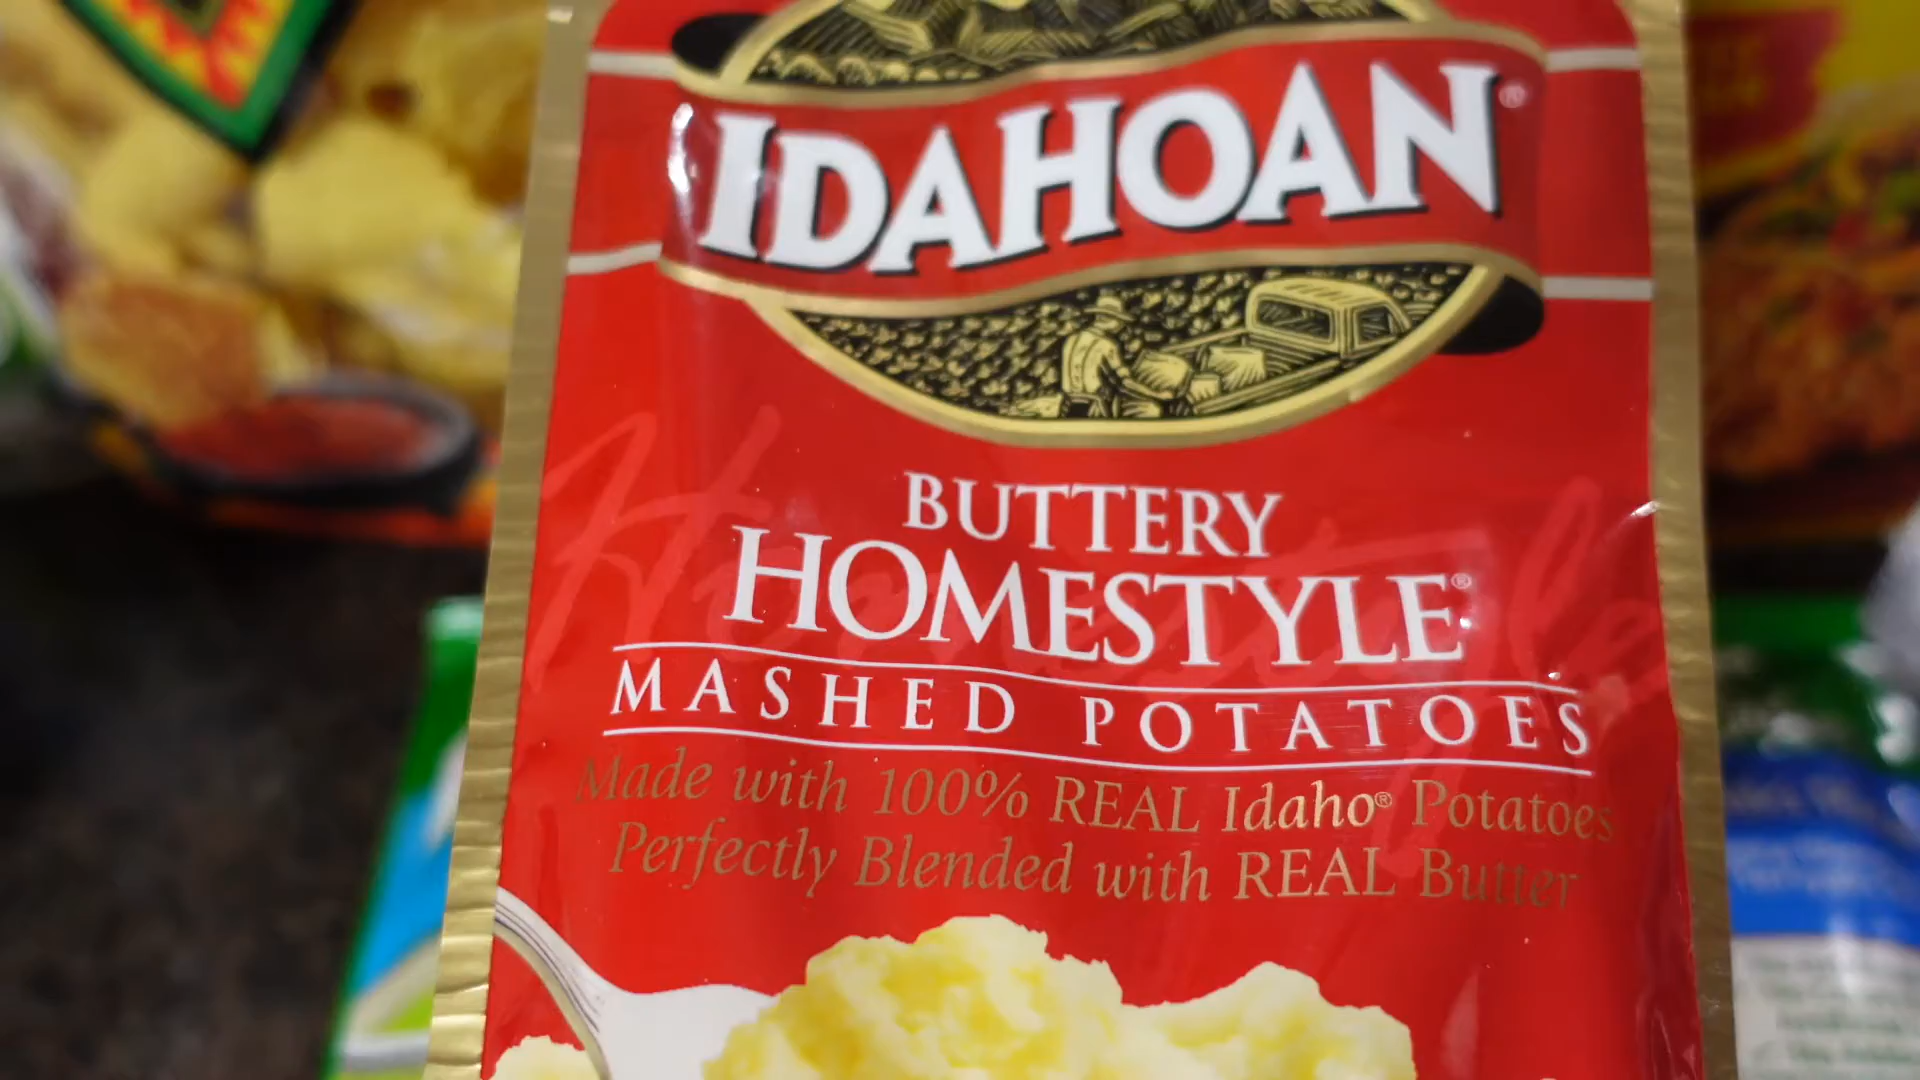 IDAHOAN®
BUTTERY
HOMESTYLE®
MASHED POTATOES
Made with 100% REAL Idaho® Potatoes
Perfectly Blended with REAL Butter